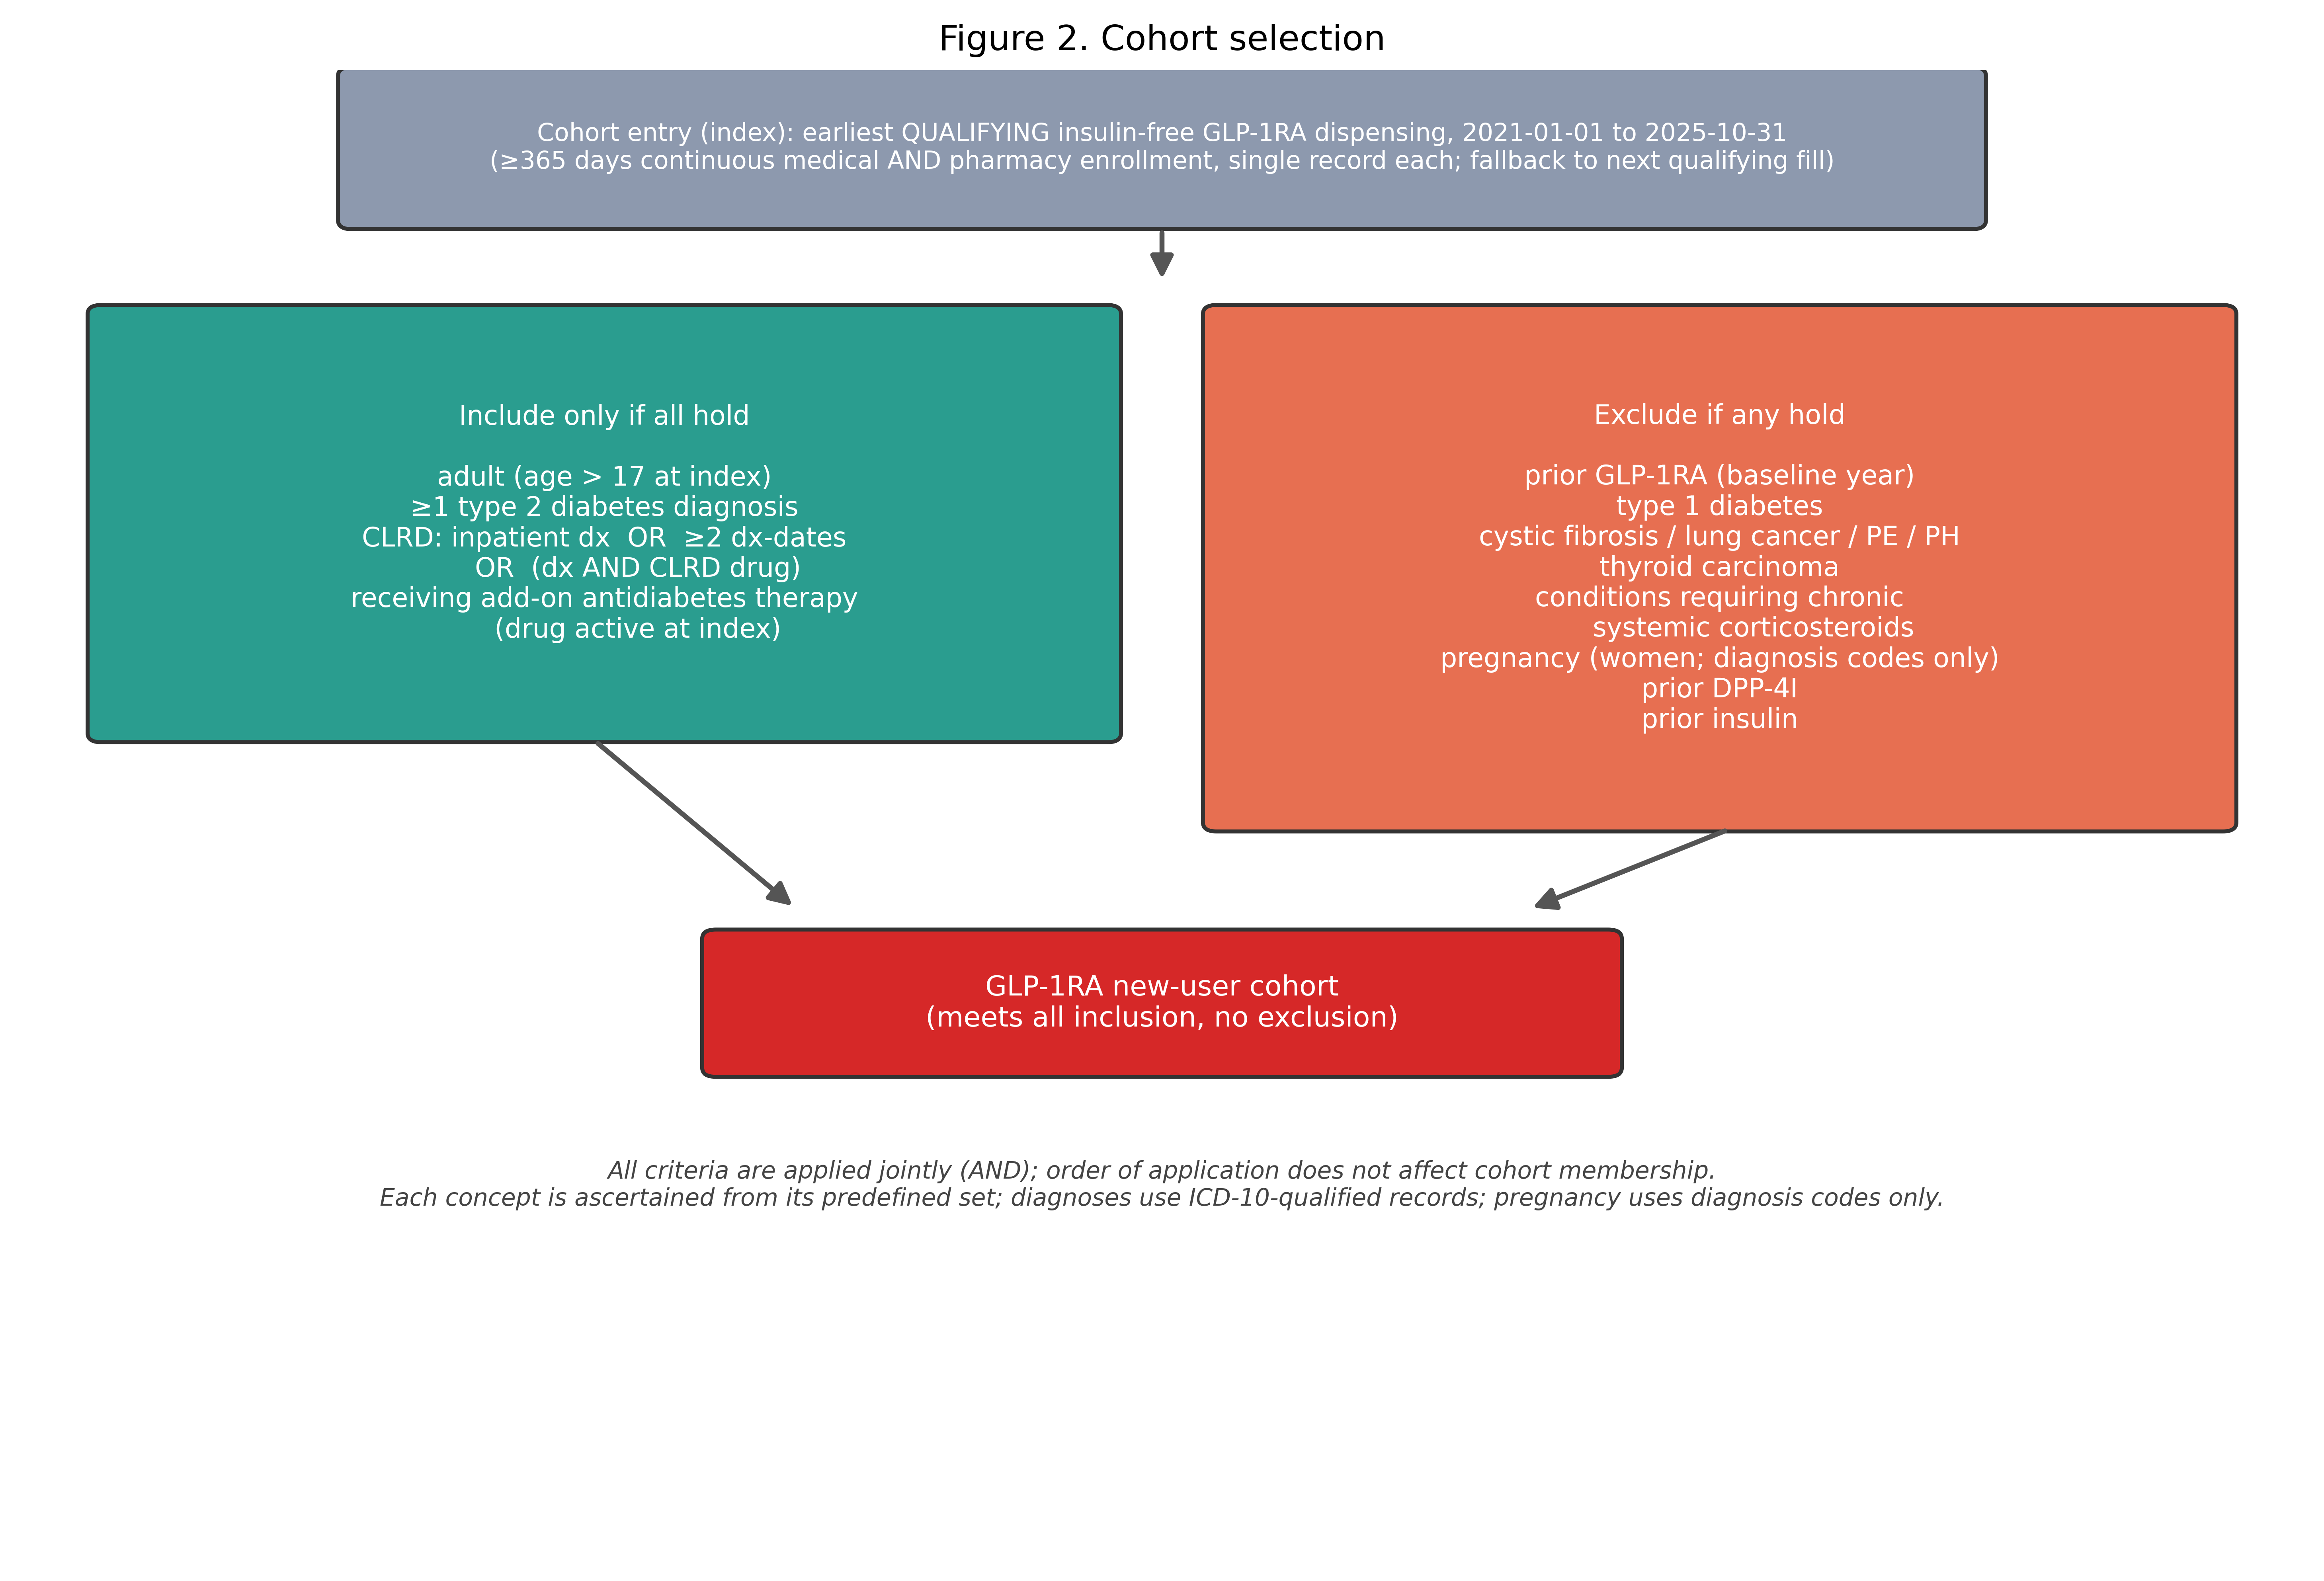 Figure 2. Cohort selection
Cohort entry (index): earliest QUALIFYING insulin-free GLP-1RA dispensing, 2021-01-01 to 2025-10-31
(≥365 days continuous medical AND pharmacy enrollment, single record each; fallback to next qualifying fill)
Include only if all hold
adult (age > 17 at index)
≥1 type 2 diabetes diagnosis
CLRD: inpatient dx  OR  ≥2 dx-dates
OR  (dx AND CLRD drug)
receiving add-on antidiabetes therapy
(drug active at index)
Exclude if any hold
prior GLP-1RA (baseline year)
type 1 diabetes
cystic fibrosis / lung cancer / PE / PH
thyroid carcinoma
conditions requiring chronic
systemic corticosteroids
pregnancy (women; diagnosis codes only)
prior DPP-4I
prior insulin
GLP-1RA new-user cohort
(meets all inclusion, no exclusion)
All criteria are applied jointly (AND); order of application does not affect cohort membership.
Each concept is ascertained from its predefined set; diagnoses use ICD-10-qualified records; pregnancy uses diagnosis codes only.